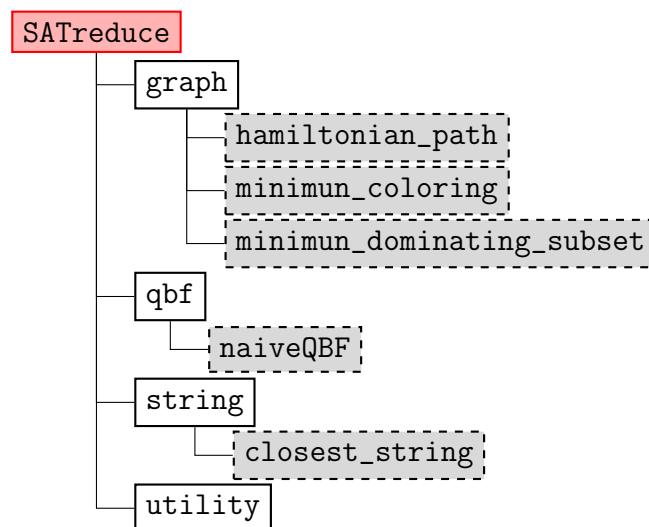 SATreduce
graph
hamiltonian_path
minimun_coloring
minimun_dominating_subset
qbf
naiveQBF
string
closest_string
utility